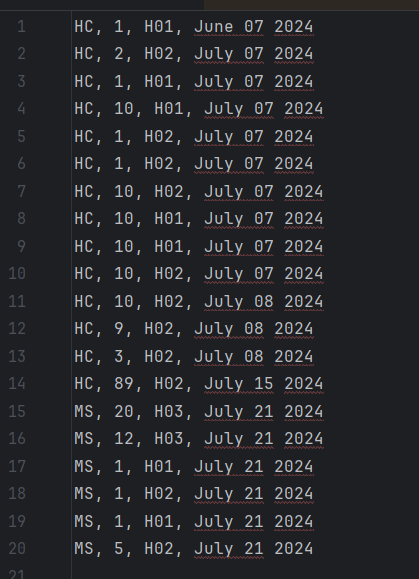 1 HC, 1, H01, June 07 2024
2 HC, 2, H02, July 07 2024
3 HC, 1, H01, July 07 2024
4 HC, 10, H01, July 07 2024
5 HC, 1, H02, July 07 2024
6 HC, 1, H02, July 07 2024
7 HC, 10, H02, July 07 2024
8 HC, 10, H01, July 07 2024
9 HC, 10, H01, July 07 2024
10 HC, 10, H02, July 07 2024
11 HC, 10, H02, July 08 2024
12 HC, 9, H02, July 08 2024
13 HC, 3, H02, July 08 2024
14 HC, 89, H02, July 15 2024
15 MS, 20, H03, July 21 2024
16 MS, 12, H03, July 21 2024
17 MS, 1, H01, July 21 2024
18 MS, 1, H02, July 21 2024
19 MS, 1, H01, July 21 2024
20 MS, 5, H02, July 21 2024
21